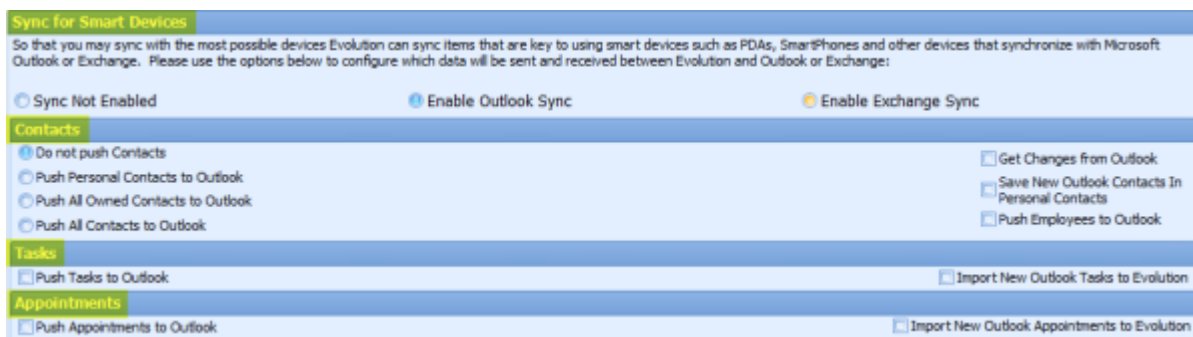 Sync for Smart Devices
So that you may sync with the most possible devices Evolution can sync items that are key to using smart devices such as PDAs, SmartPhones and other devices that synchronize with Microsoft
Outlook or Exchange. Please use the options below to configure which data will be sent and received between Evolution and Outlook or Exchange:
Sync Not Enabled Enable Outlook Sync Enable Exchange Sync
Contacts
Do not push Contacts
Push Personal Contacts to Outlook
Push All Owned Contacts to Outlook
Push All Contacts to Outlook
Get Changes from Outlook
Save New Outlook Contacts In
Personal Contacts
Push Employees to Outlook
Tasks
Push Tasks to Outlook Import New Outlook Tasks to Evolution
Appointments
Push Appointments to Outlook Import New Outlook Appointments to Evolution